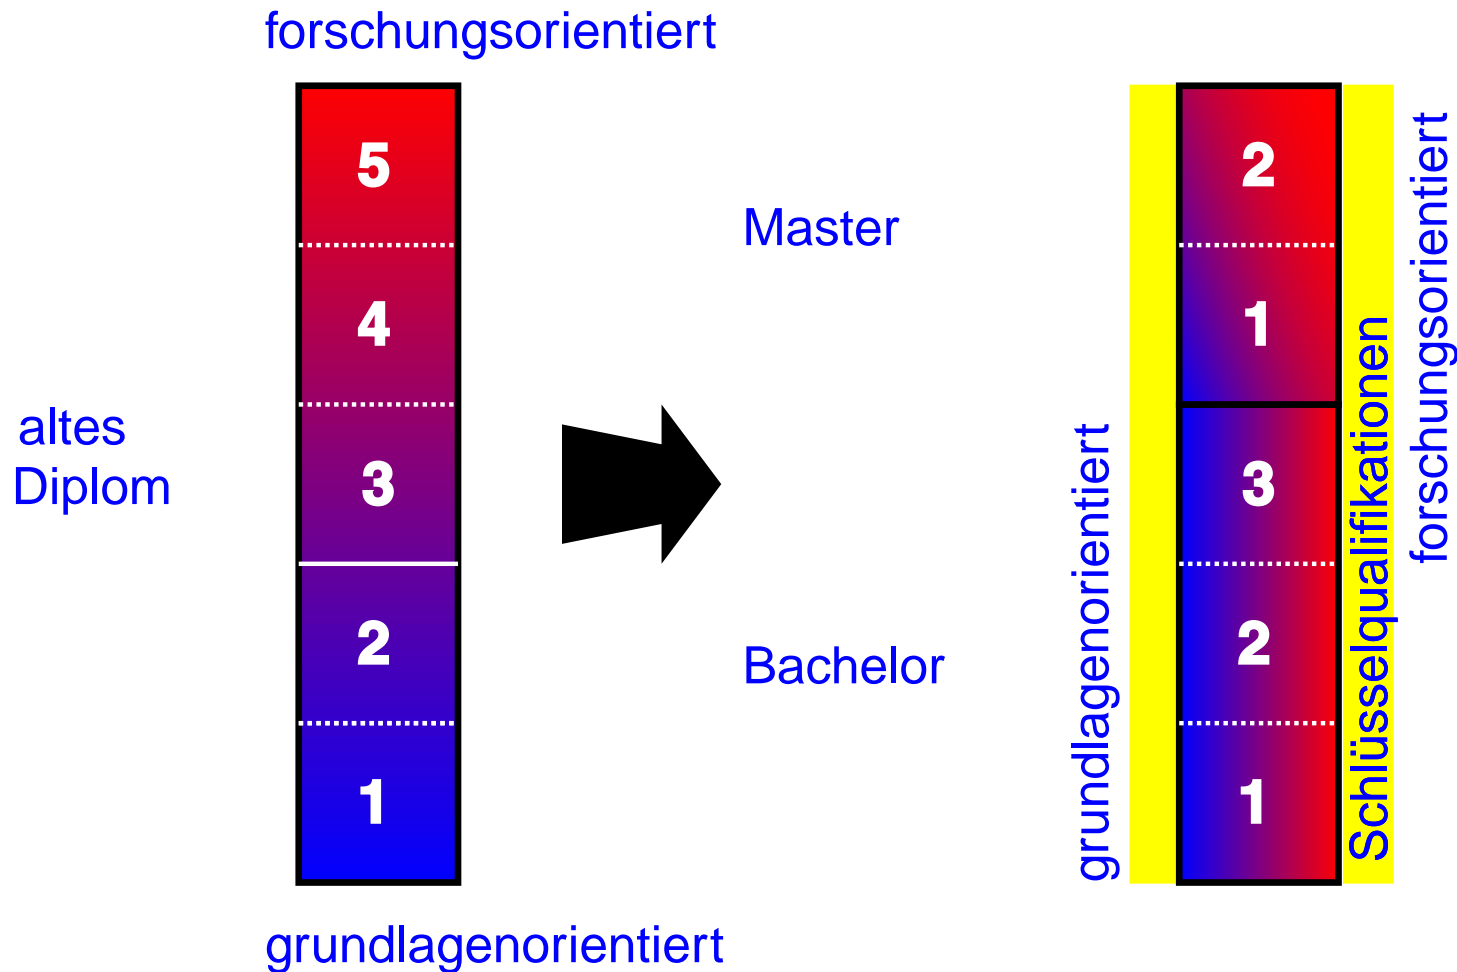 forschungsorientiert
5
4
3
2
1
altes
Diplom
grundlagenorientiert
Master
Bachelor
grundlagenorientiert
2
1
3
2
1
Schlüsselqualifikationen
forschungsorientiert